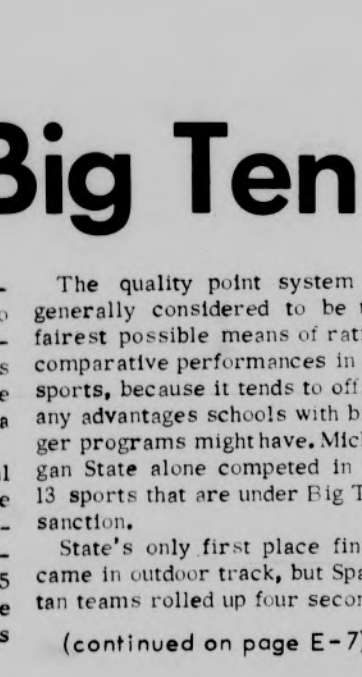 Big Ten
The quality point system
generally considered to be
fairest possible means of rat
comparative performances in
sports, because it tends to off
any advantages schools with b
ger programs might have. Mich
gan State alone competed in
13 sports that are under Big T
sanction.
State's only first place fin
came in outdoor track, but Spa
tan teams rolled up four secon
(continued on page E-7)